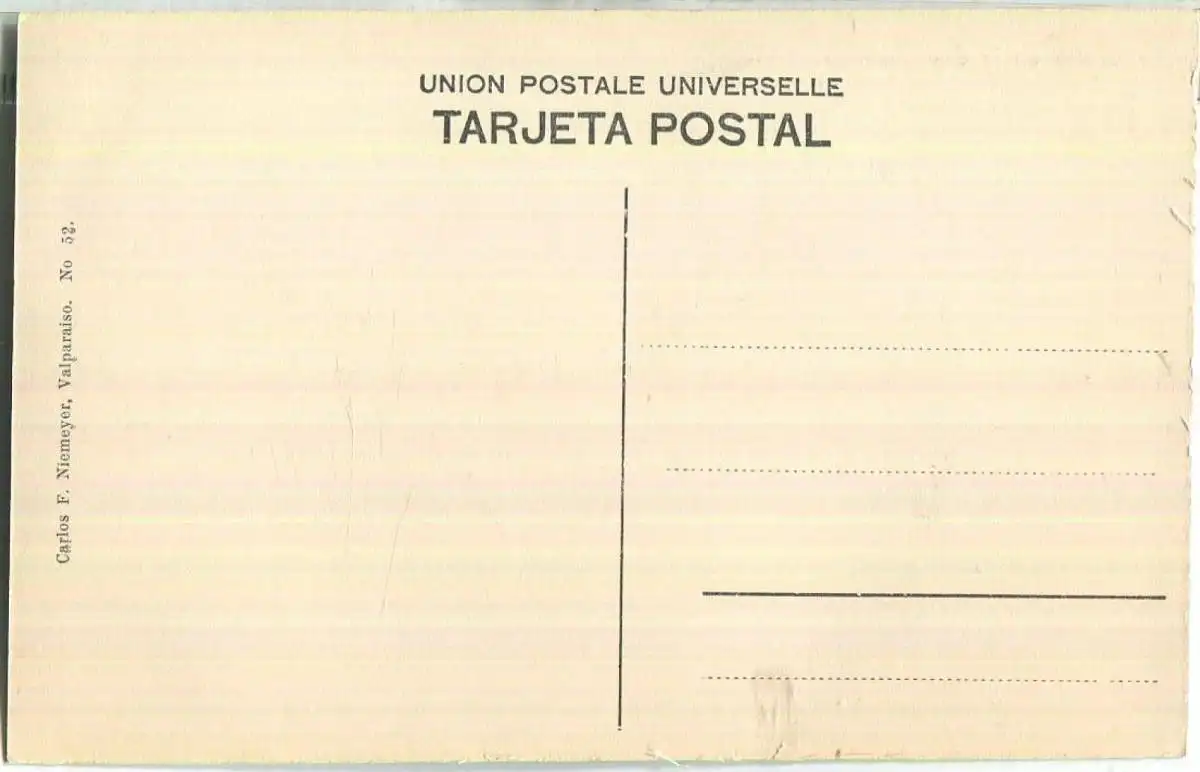 UNION POSTALE UNIVERSELLE
TARJETA POSTAL
Carlos F. Niemeyer, Valparaiso. No 52.